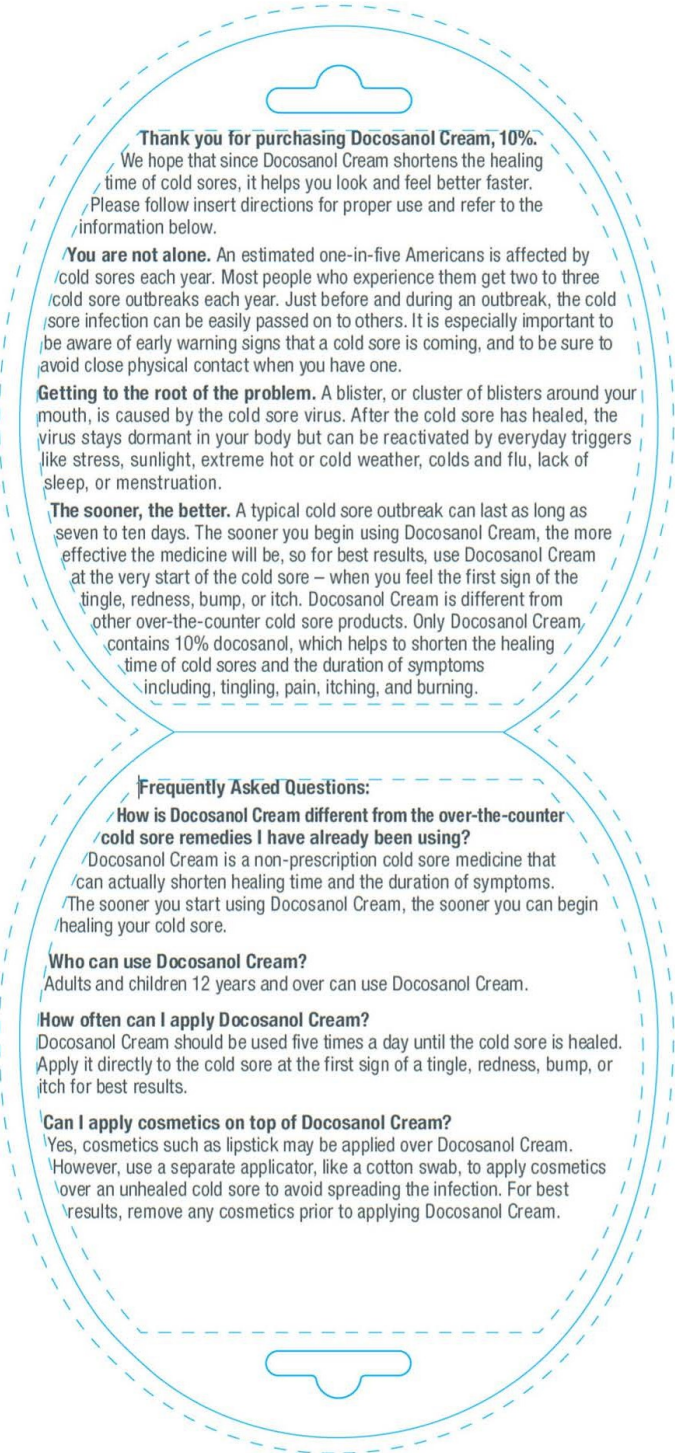 Thank you for purchasing Docosanol Cream, 10%.
We hope that since Docosanol Cream shortens the healing
time of cold sores, it helps you look and feel better faster.
Please follow insert directions for proper use and refer to the
information below.
You are not alone. An estimated one-in-five Americans is affected by
cold sores each year. Most people who experience them get two to three
cold sore outbreaks each year. Just before and during an outbreak, the cold
sore infection can be easily passed on to others. It is especially important to
be aware of early warning signs that a cold sore is coming, and to be sure to
avoid close physical contact when you have one.
Getting to the root of the problem. A blister, or cluster of blisters around your
mouth, is caused by the cold sore virus. After the cold sore has healed, the
virus stays dormant in your body but can be reactivated by everyday triggers
like stress, sunlight, extreme hot or cold weather, colds and flu, lack of
sleep, or menstruation.
The sooner, the better. A typical cold sore outbreak can last as long as
seven to ten days. The sooner you begin using Docosanol Cream, the more
effective the medicine will be, so for best results, use Docosanol Cream
at the very start of the cold sore – when you feel the first sign of the
tingle, redness, bump, or itch. Docosanol Cream is different from
other over-the-counter cold sore products. Only Docosanol Cream
contains 10% docosanol, which helps to shorten the healing
time of cold sores and the duration of symptoms
including, tingling, pain, itching, and burning.
Frequently Asked Questions:
How is Docosanol Cream different from the over-the-counter
cold sore remedies I have already been using?
Docosanol Cream is a non-prescription cold sore medicine that
can actually shorten healing time and the duration of symptoms.
The sooner you start using Docosanol Cream, the sooner you can begin
healing your cold sore.
Who can use Docosanol Cream?
Adults and children 12 years and over can use Docosanol Cream.
How often can I apply Docosanol Cream?
Docosanol Cream should be used five times a day until the cold sore is healed.
Apply it directly to the cold sore at the first sign of a tingle, redness, bump, or
itch for best results.
Can I apply cosmetics on top of Docosanol Cream?
Yes, cosmetics such as lipstick may be applied over Docosanol Cream.
However, use a separate applicator, like a cotton swab, to apply cosmetics
over an unhealed cold sore to avoid spreading the infection. For best
results, remove any cosmetics prior to applying Docosanol Cream.